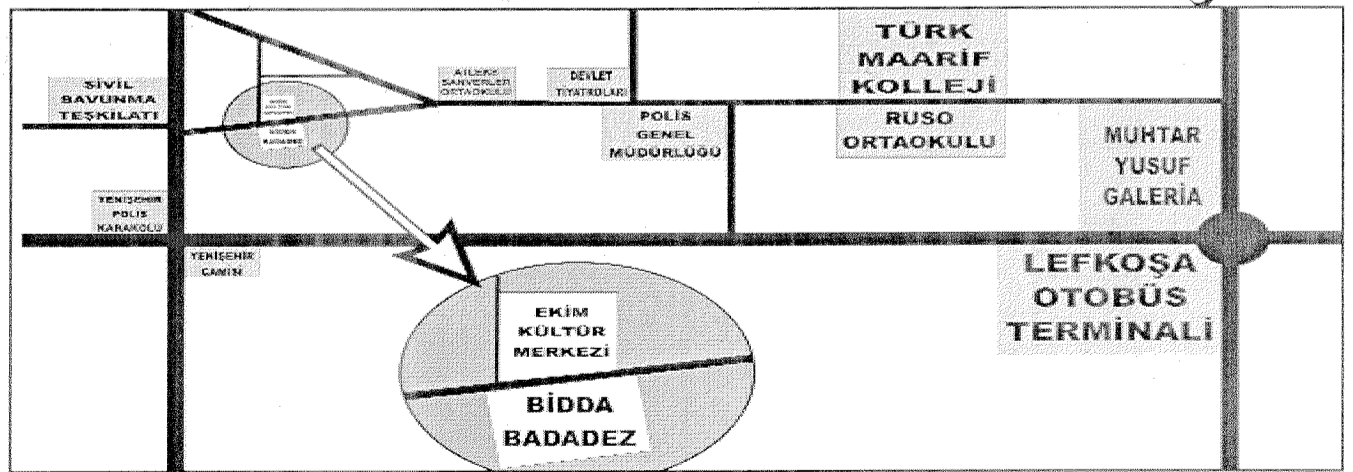 SİVİL
SAVUNMA
TEŞKİLATI
ORTAOKULU
DEVLET
TİYATROLARI
TÜRK
MAARİF
KOLLEJİ
POLİS
GENEL
MÜDÜRLÜĞÜ
RUSO
ORTAOKULU
MUHTAR
YUSUF
GALERİA
YENİŞEHİR
POLİS
KARAKOLU
YENİŞEHİR
CAMİSİ
LEFKOŞA
OTOBÜS
TERMİNALİ
EKİM
KÜLTÜR
MERKEZİ
BİDDA
BADADEZ